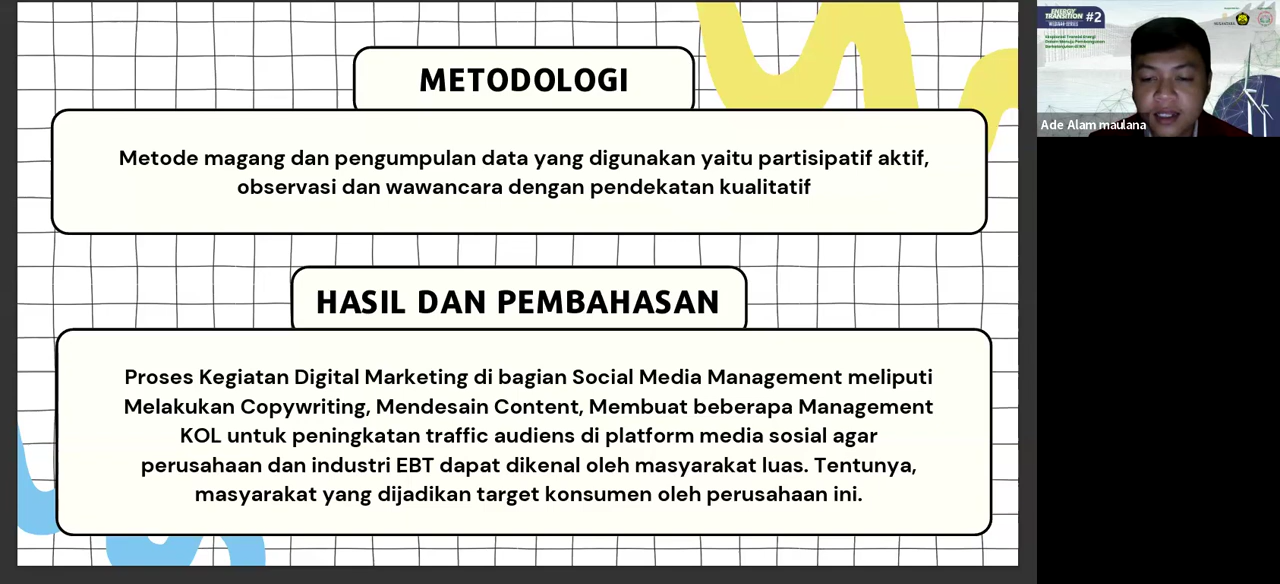 METODOLOGI
Metode magang dan pengumpulan data yang digunakan yaitu partisipatif aktif,
observasi dan wawancara dengan pendekatan kualitatif
HASIL DAN PEMBAHASAN
Proses Kegiatan Digital Marketing di bagian Social Media Management meliputi
Melakukan Copywriting, Mendesain Content, Membuat beberapa Management
KOL untuk peningkatan traffic audiens di platform media sosial agar
perusahaan dan industri EBT dapat dikenal oleh masyarakat luas. Tentunya,
masyarakat yang dijadikan target konsumen oleh perusahaan ini.
ENERGY
TRANSITION
#2
Ade Alam maulana